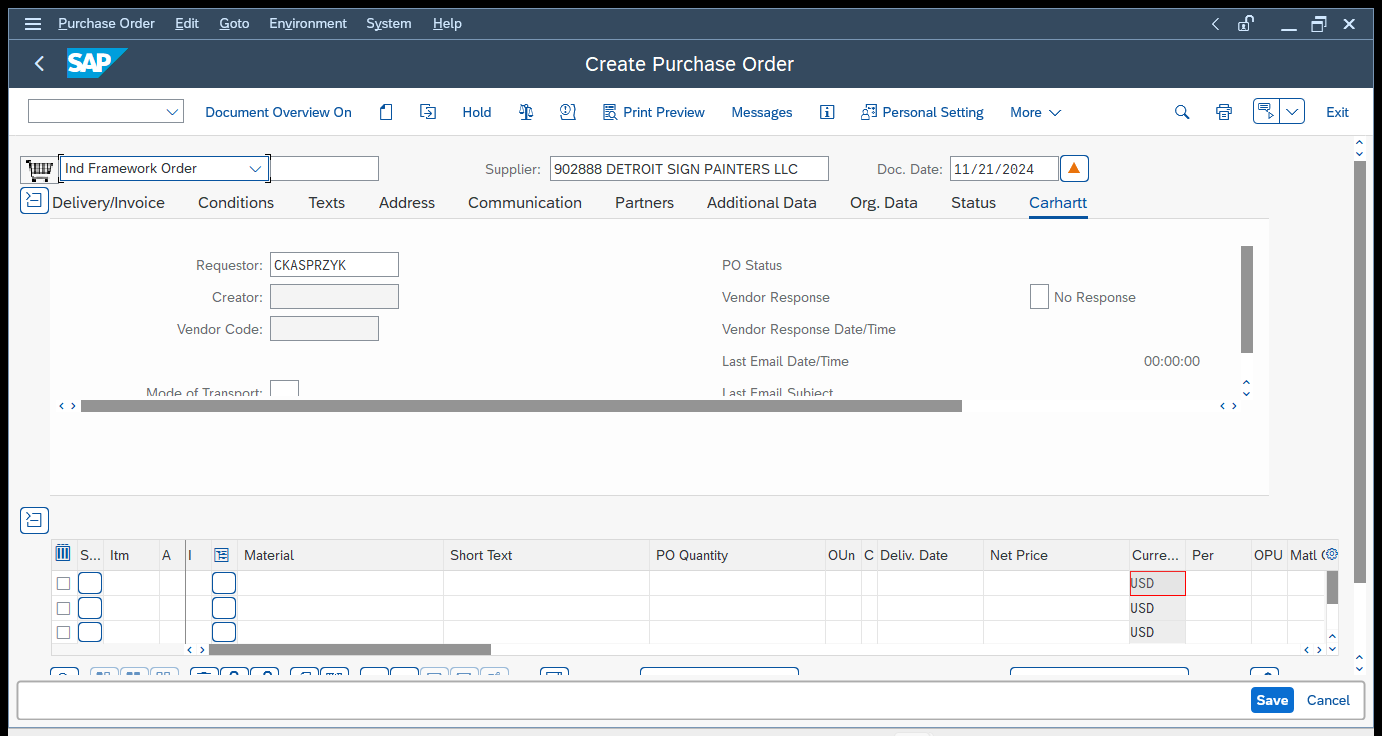 Purchase Order Edit Goto Environment System Help
SAP Create Purchase Order
Document Overview On Hold Print Preview Messages Personal Setting More Exit
Ind Framework Order Supplier: 902888 DETROIT SIGN PAINTERS LLC Doc. Date: 11/21/2024
Delivery/Invoice Conditions Texts Address Communication Partners Additional Data Org. Data Status Carhartt
Requestor: CKASPRZYK PO Status
Creator: Vendor Response No Response
Vendor Code: Vendor Response Date/Time
Last Email Date/Time 00:00:00
Mode of Transport: Last Email Subject
S... Itm A I Material Short Text PO Quantity OUn C Deliv. Date Net Price Curre... Per OPU Matl
USD
USD
USD
Save Cancel